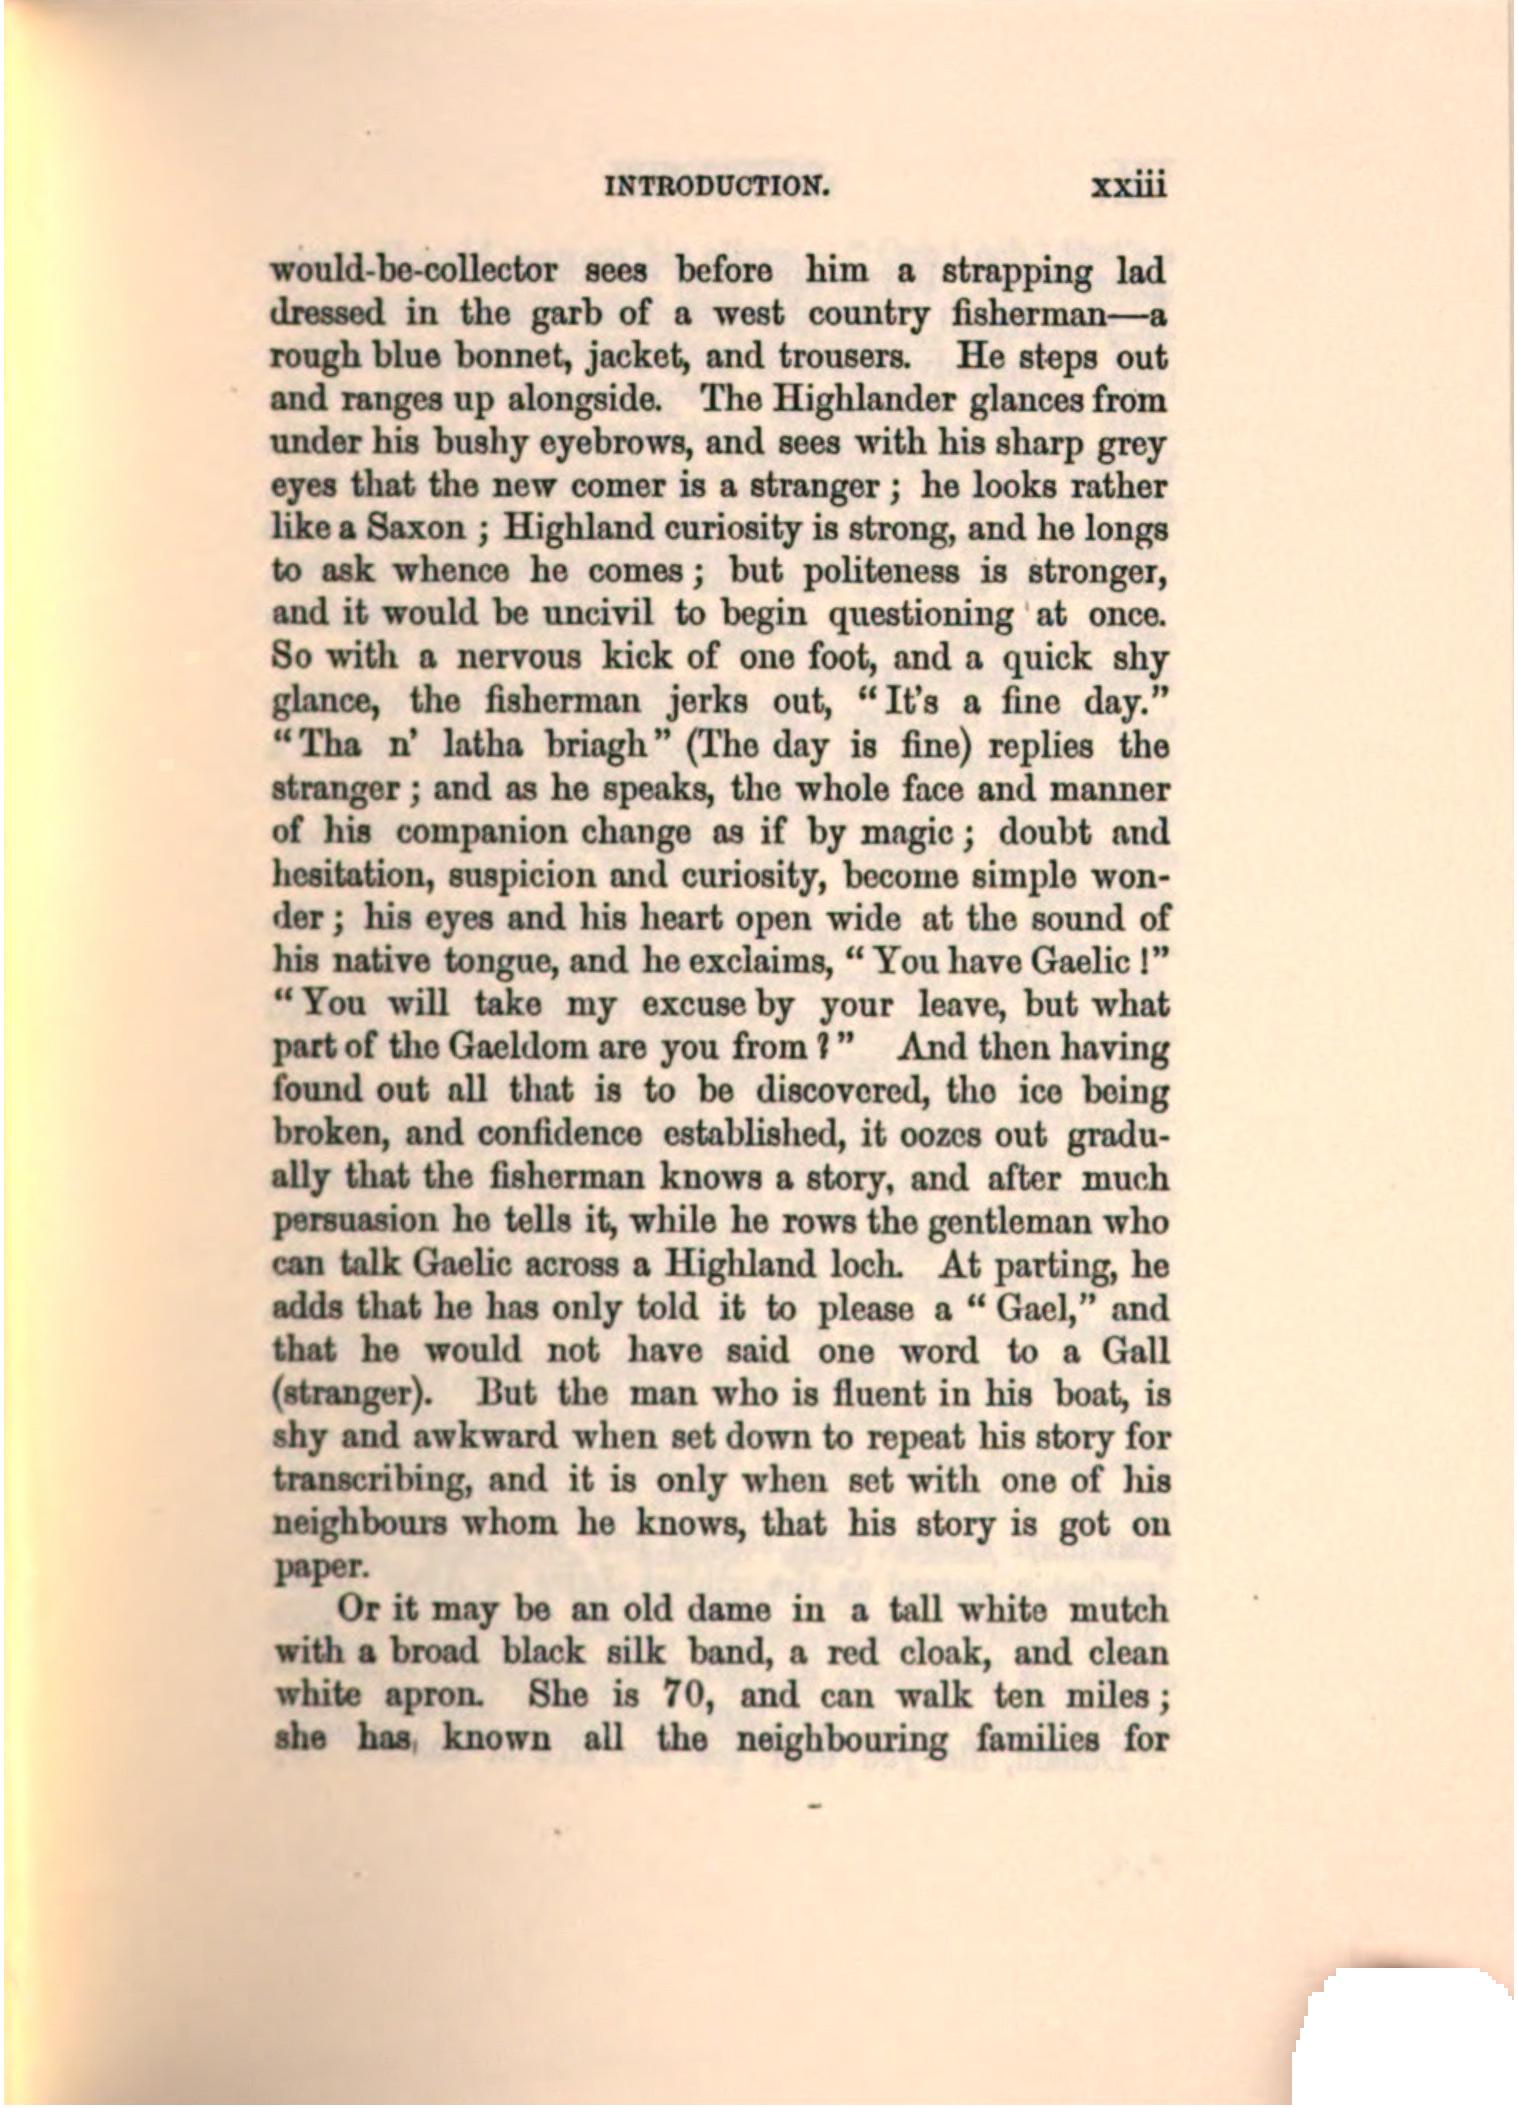 INTRODUCTION. xxiii
would-be-collector sees before him a strapping lad
dressed in the garb of a west country fisherman—a
rough blue bonnet, jacket, and trousers. He steps out
and ranges up alongside. The Highlander glances from
under his bushy eyebrows, and sees with his sharp grey
eyes that the new comer is a stranger ; he looks rather
like a Saxon ; Highland curiosity is strong, and he longs
to ask whence he comes ; but politeness is stronger,
and it would be uncivil to begin questioning at once.
So with a nervous kick of one foot, and a quick shy
glance, the fisherman jerks out, “It's a fine day.”
“Tha n' latha briagh” (The day is fine) replies the
stranger ; and as he speaks, the whole face and manner
of his companion change as if by magic ; doubt and
hesitation, suspicion and curiosity, become simple won-
der ; his eyes and his heart open wide at the sound of
his native tongue, and he exclaims, “ You have Gaelic !”
“You will take my excuse by your leave, but what
part of the Gaeldom are you from ?” And then having
found out all that is to be discovered, the ice being
broken, and confidence established, it oozes out gradu-
ally that the fisherman knows a story, and after much
persuasion he tells it, while he rows the gentleman who
can talk Gaelic across a Highland loch. At parting, he
adds that he has only told it to please a “ Gael,” and
that he would not have said one word to a Gall
(stranger). But the man who is fluent in his boat, is
shy and awkward when set down to repeat his story for
transcribing, and it is only when set with one of his
neighbours whom he knows, that his story is got on
paper.
Or it may be an old dame in a tall white mutch
with a broad black silk band, a red cloak, and clean
white apron. She is 70, and can walk ten miles ;
she has known all the neighbouring families for